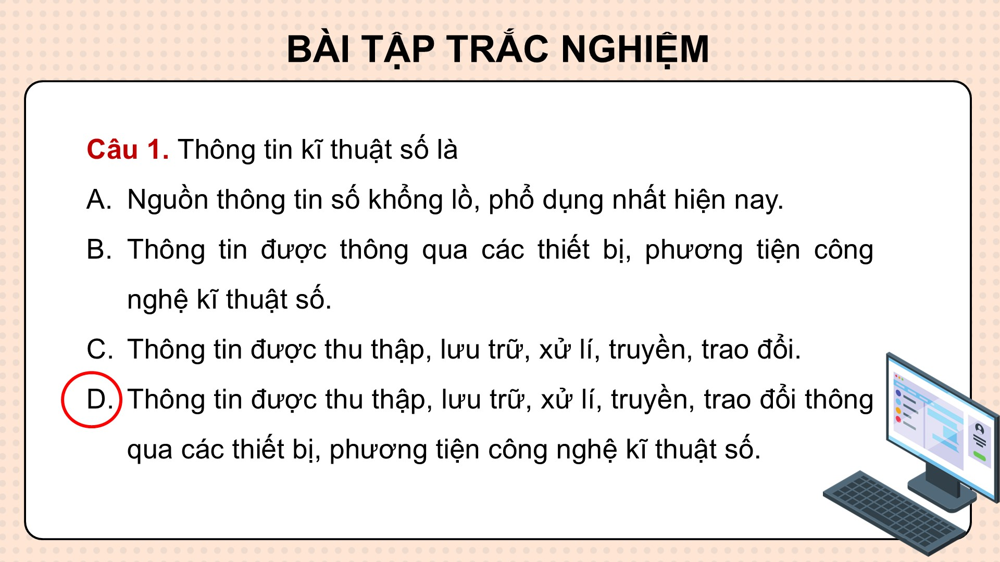 BÀI TẬP TRẮC NGHIỆM
Câu 1. Thông tin kĩ thuật số là
A. Nguồn thông tin số khổng lồ, phổ dụng nhất hiện nay.
B. Thông tin được thông qua các thiết bị, phương tiện công
nghệ kĩ thuật số.
C. Thông tin được thu thập, lưu trữ, xử lí, truyền, trao đổi.
D. Thông tin được thu thập, lưu trữ, xử lí, truyền, trao đổi thông
qua các thiết bị, phương tiện công nghệ kĩ thuật số.